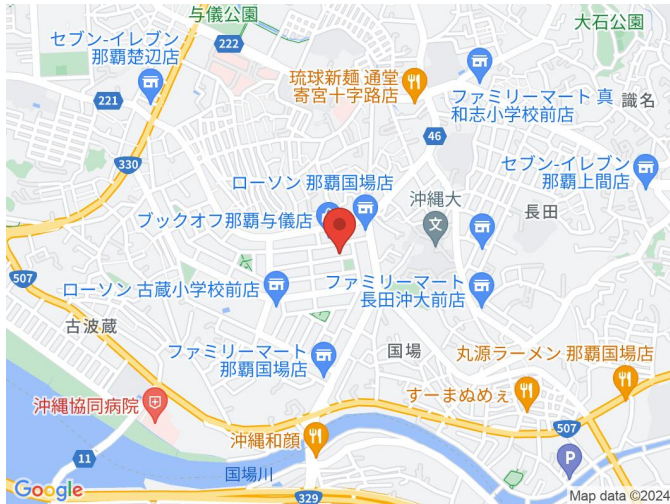 与儀公園
大石公園
セブン-イレブン
那覇楚辺店
222
琉球新麺 通堂
寄宮十字路店
ファミリーマート 真
和志小学校前店
識名
221
46
330
セブン-イレブン
那覇上間店
ローソン 那覇国場店
沖縄大
文
長田
ブックオフ那覇与儀店
507
ローソン 古蔵小学校前店
ファミリーマート
長田沖大前店
古波蔵
ファミリーマート
那覇国場店
国場
丸源ラーメン 那覇国場店
すーまぬめぇ
沖縄協同病院
沖縄和顔
507
11
国場川
P
Google
329
Map data ©2024